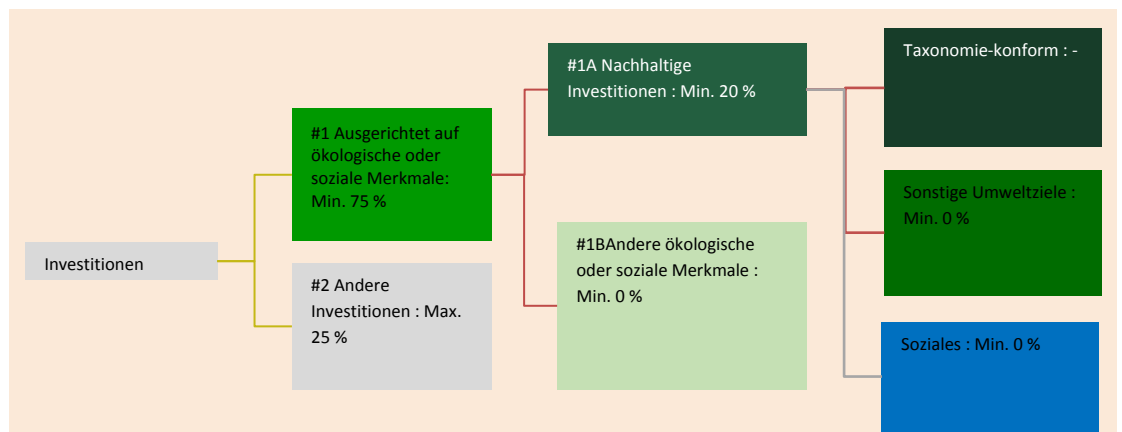 Investitionen
#1 Ausgerichtet auf
ökologische oder
soziale Merkmale:
Min. 75 %
#2 Andere
Investitionen : Max.
25 %
#1A Nachhaltige
Investitionen : Min. 20 %
#1BAndere ökologische
oder soziale Merkmale :
Min. 0 %
Taxonomie-konform : -
Sonstige Umweltziele :
Min. 0 %
Soziales : Min. 0 %